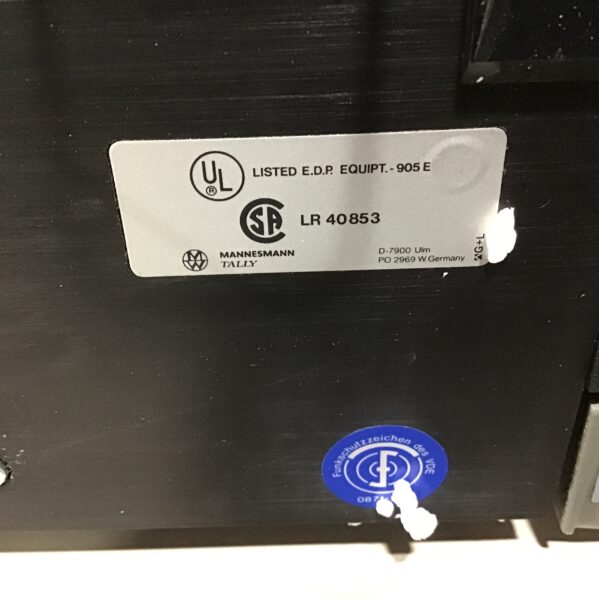 UL ®
LISTED E.D.P. EQUIPT.- 905 E
SA LR 40853
MANNESMANN
TALLY
D-7900 Ulm
PO 2969 W.Germany
G+L
Funkschutzzeichen des VDE
F